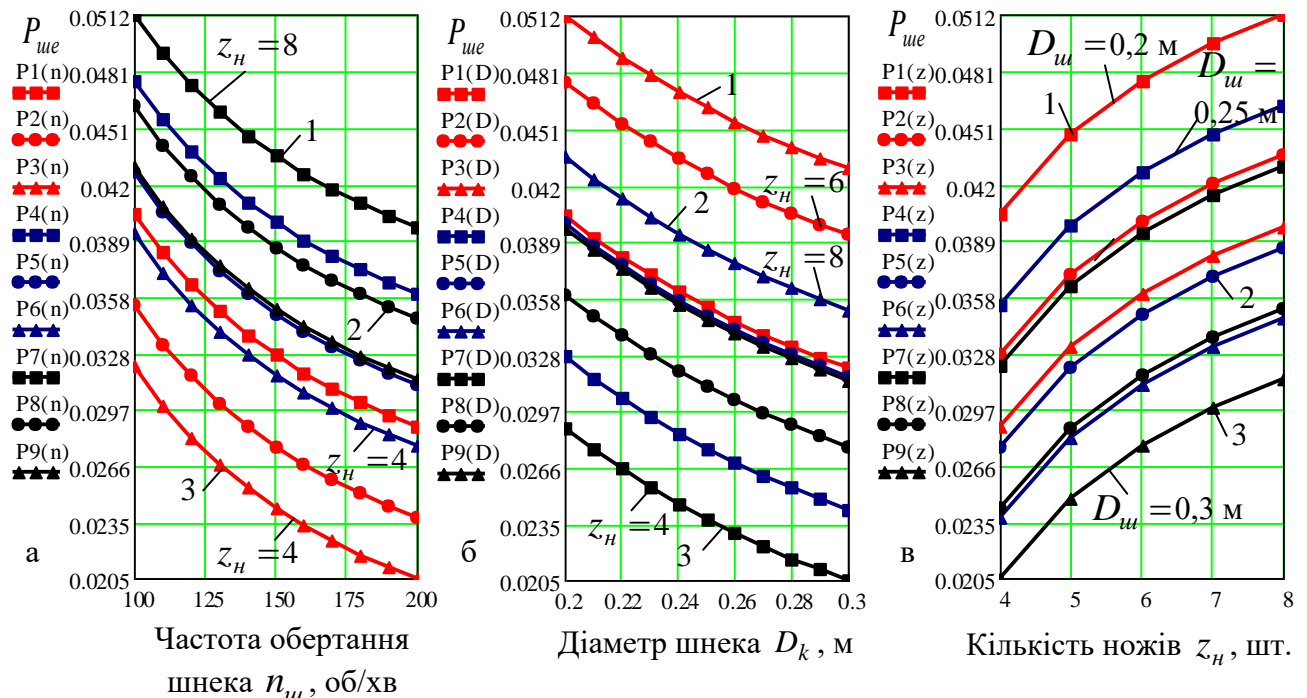 P_ше
P1(n)
P2(n)
P3(n)
P4(n)
P5(n)
P6(n)
P7(n)
P8(n)
P9(n)
0.0512
0.0481
0.0451
0.042
0.0389
0.0358
0.0328
0.0297
0.0266
0.0235
0.0205
z_н = 8
1
2
z_н = 4
3
z_н = 4
а
100 125 150 175 200
Частота обертання
шнека n_ш , об/хв
P_ше
P1(D)
P2(D)
P3(D)
P4(D)
P5(D)
P6(D)
P7(D)
P8(D)
P9(D)
0.0512
0.0481
0.0451
0.042
0.0389
0.0358
0.0328
0.0297
0.0266
0.0235
0.0205
1
z_н = 6
2
z_н = 8
z_н = 4
3
б
0.2 0.22 0.24 0.26 0.28 0.3
Діаметр шнека D_k , м
P_ше
P1(z)
P2(z)
P3(z)
P4(z)
P5(z)
P6(z)
P7(z)
P8(z)
P9(z)
0.0512
0.0481
0.0451
0.042
0.0389
0.0358
0.0328
0.0297
0.0266
0.0235
0.0205
D_ш = 0,2 м
D_ш =
0,25 м
1
2
3
D_ш = 0,3 м
в
4 5 6 7 8
Кількість ножів z_н , шт.